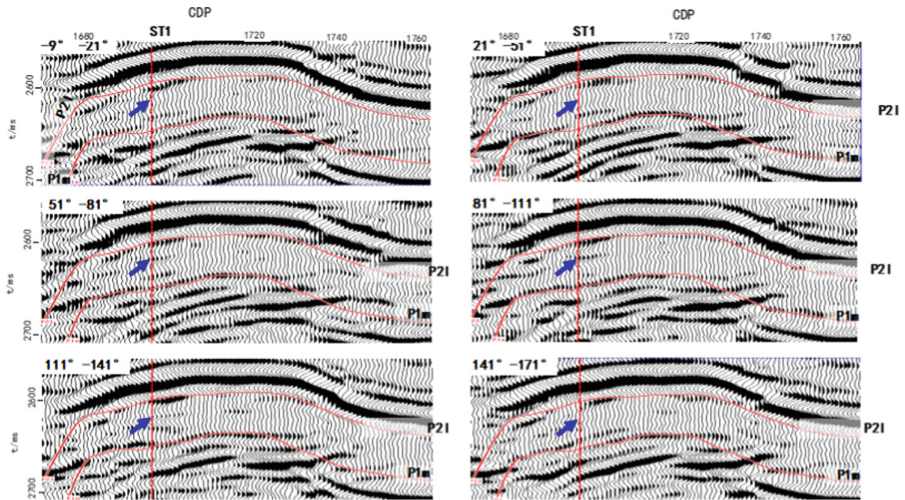 CDP
CDP
1680 ST1 1720 1740 1760
1680 ST1 1720 1740 1760
-9° -21°
21° -51°
2600
P2l
P2l
t/ms
P1m
P1m
2700
51° -81°
81° -111°
2600
P2l
P2l
t/ms
P1m
P1m
2700
111° -141°
141° -171°
2600
P2l
P2l
t/ms
P1m
P1m
2700